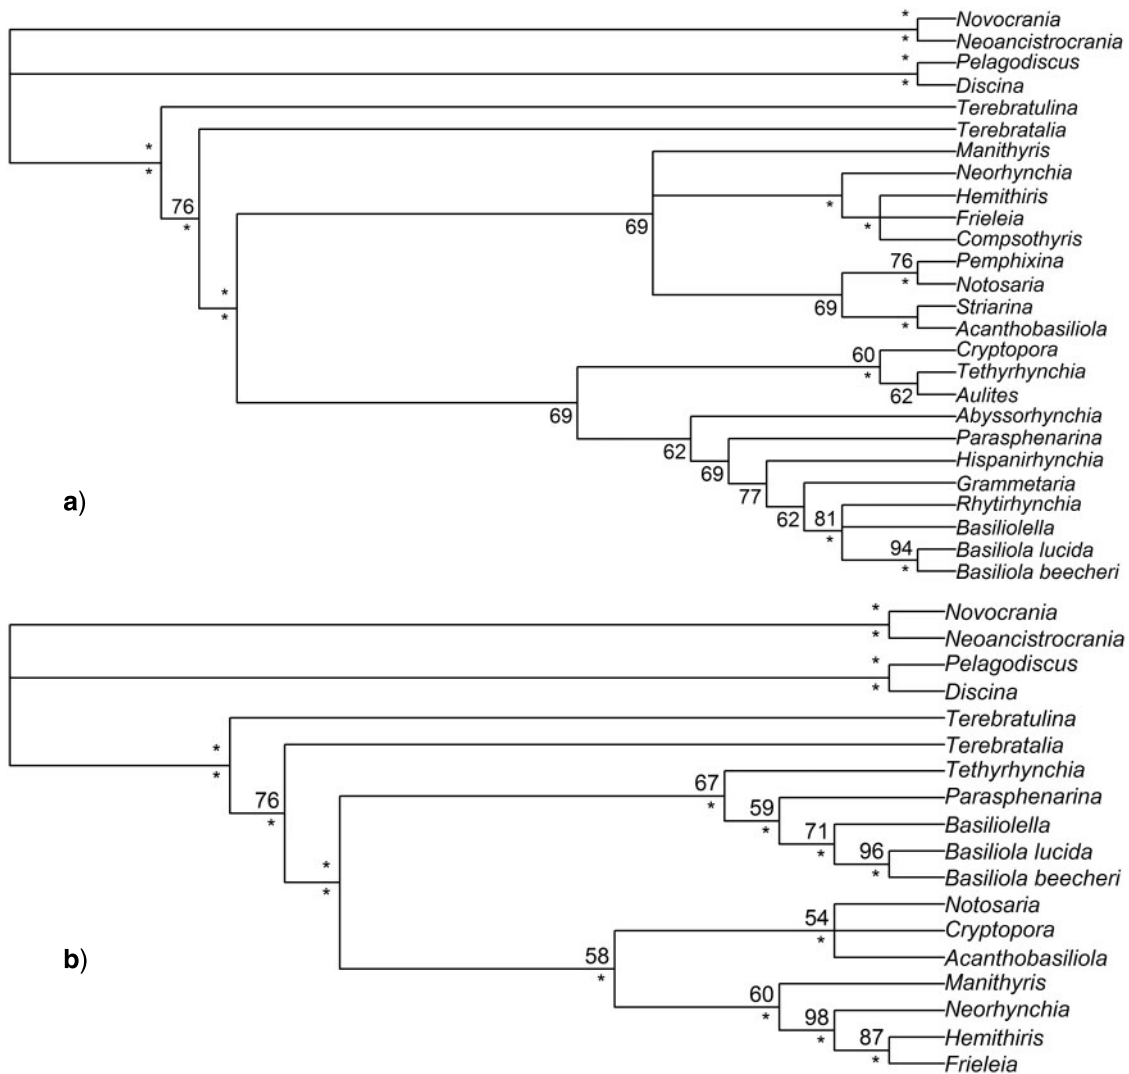 *
Novocrania
*
Neoancistrocrania
*
Pelagodiscus
*
Discina
Terebratulina
Terebratalia
*
*
Manithyris
Neorhynchia
76
*
Hemithiris
*
69
*
Frieleia
Compsothyris
76
Pemphixina
*
Notosaria
*
*
69
Striarina
*
Acanthobasiliola
60
Cryptopora
*
Tethyrhynchia
62
Aulites
69
Abyssorhynchia
62
Parasphenarina
69
Hispanirhynchia
77
Grammetaria
a)
62
81
Rhytirhynchia
*
Basiliolella
94
Basiliola lucida
*
Basiliola beecheri
*
Novocrania
*
Neoancistrocrania
*
Pelagodiscus
*
Discina
Terebratulina
*
*
Terebratalia
67
Tethyrhynchia
76
*
59
Parasphenarina
*
*
71
Basiliolella
*
96
Basiliola lucida
*
*
*
Basiliola beecheri
54
Notosaria
*
Cryptopora
b)
58
*
Acanthobasiliola
60
Manithyris
*
98
Neorhynchia
*
87
Hemithiris
*
Frieleia